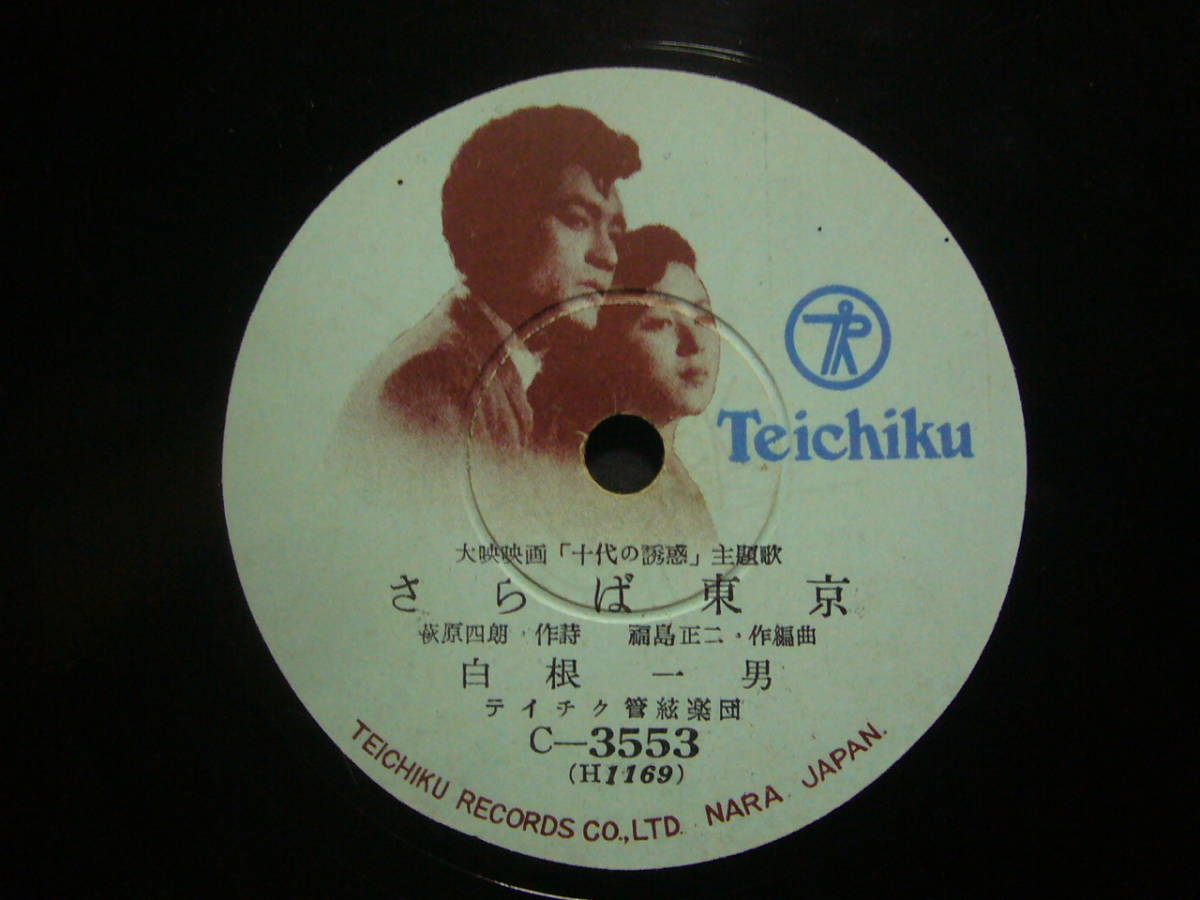 Teichiku
大映映画「十代の誘惑」主題歌
さらば東京
萩原四朗・作詩 福島正二・作編曲
白根一男
テイチク管絃楽団
C—3553
(H1169)
TEICHIKU RECORDS CO.,LTD. NARA JAPAN.